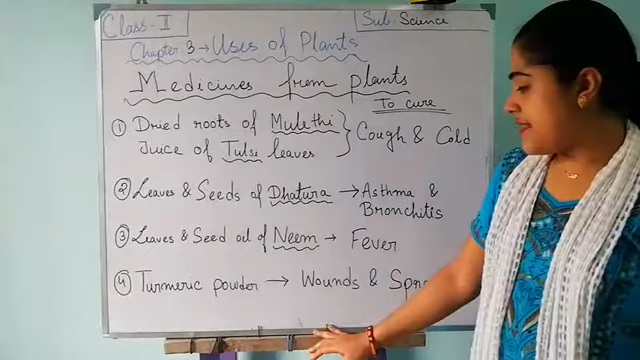 Class-II
Sub-Science
Chapter 3→Uses of Plants
Medicines from plants
To cure
① Dried roots of Mulethi
Juice of Tulsi leaves
Cough & Cold
② Leaves & Seeds of Dhatura → Asthma &
Bronchitis
③ Leaves & Seed oil of Neem → Fever
④ Turmeric powder → Wounds &